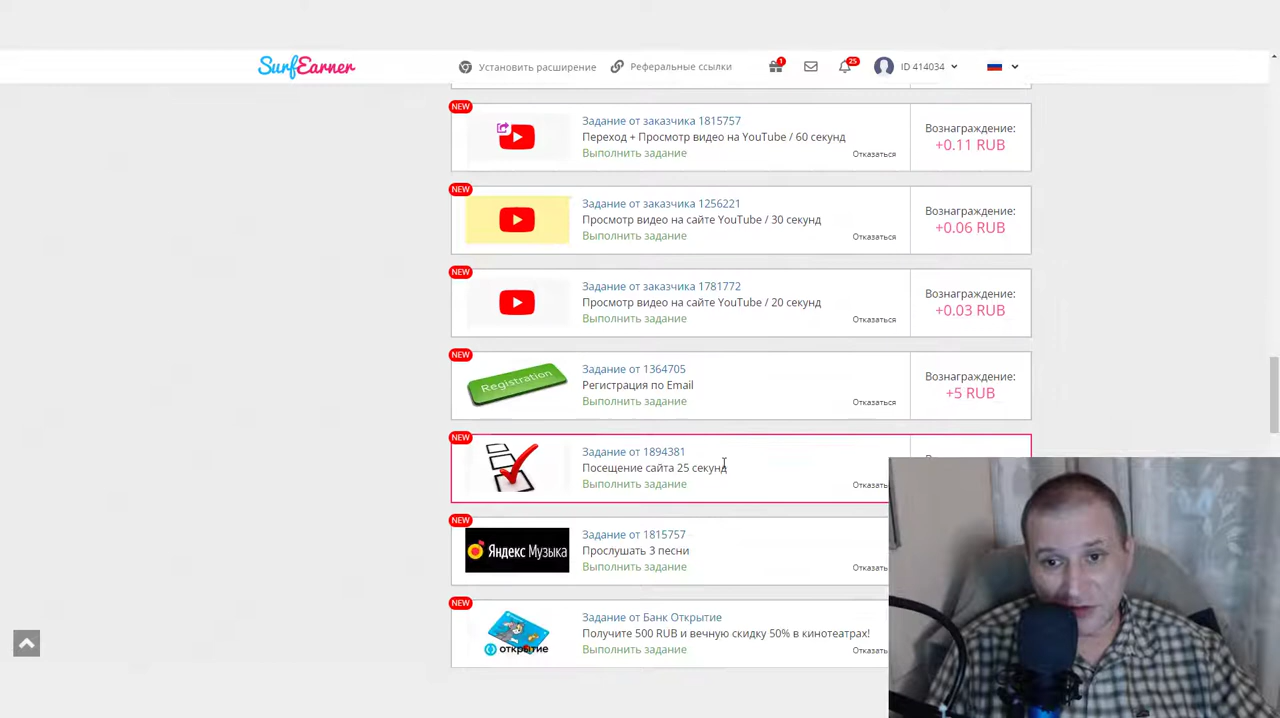 SurfEarner
Установить расширение
Реферальные ссылки
1
25
ID 414034
NEW
Задание от заказчика 1815757
Переход + Просмотр видео на YouTube / 60 секунд
Выполнить задание
Отказаться
Вознаграждение:
+0.11 RUB
NEW
Задание от заказчика 1256221
Просмотр видео на сайте YouTube / 30 секунд
Выполнить задание
Отказаться
Вознаграждение:
+0.06 RUB
NEW
Задание от заказчика 1781772
Просмотр видео на сайте YouTube / 20 секунд
Выполнить задание
Отказаться
Вознаграждение:
+0.03 RUB
NEW
Registration
Задание от 1364705
Регистрация по Email
Выполнить задание
Отказаться
Вознаграждение:
+5 RUB
NEW
Задание от 1894381
Посещение сайта 25 секунд
Выполнить задание
NEW
Яндекс Музыка
Задание от 1815757
Прослушать 3 песни
Выполнить задание
NEW
открытие
Задание от Банк Открытие
Получите 500 RUB и вечную скидку 50% в кинотеатрах!
Выполнить задание